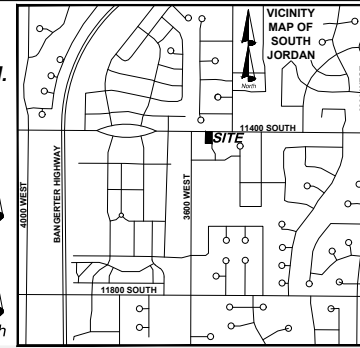 VICINITY
MAP OF
SOUTH
JORDAN
North
11400 SOUTH
SITE
4000 WEST
BANGERTER HIGHWAY
3600 WEST
11800 SOUTH